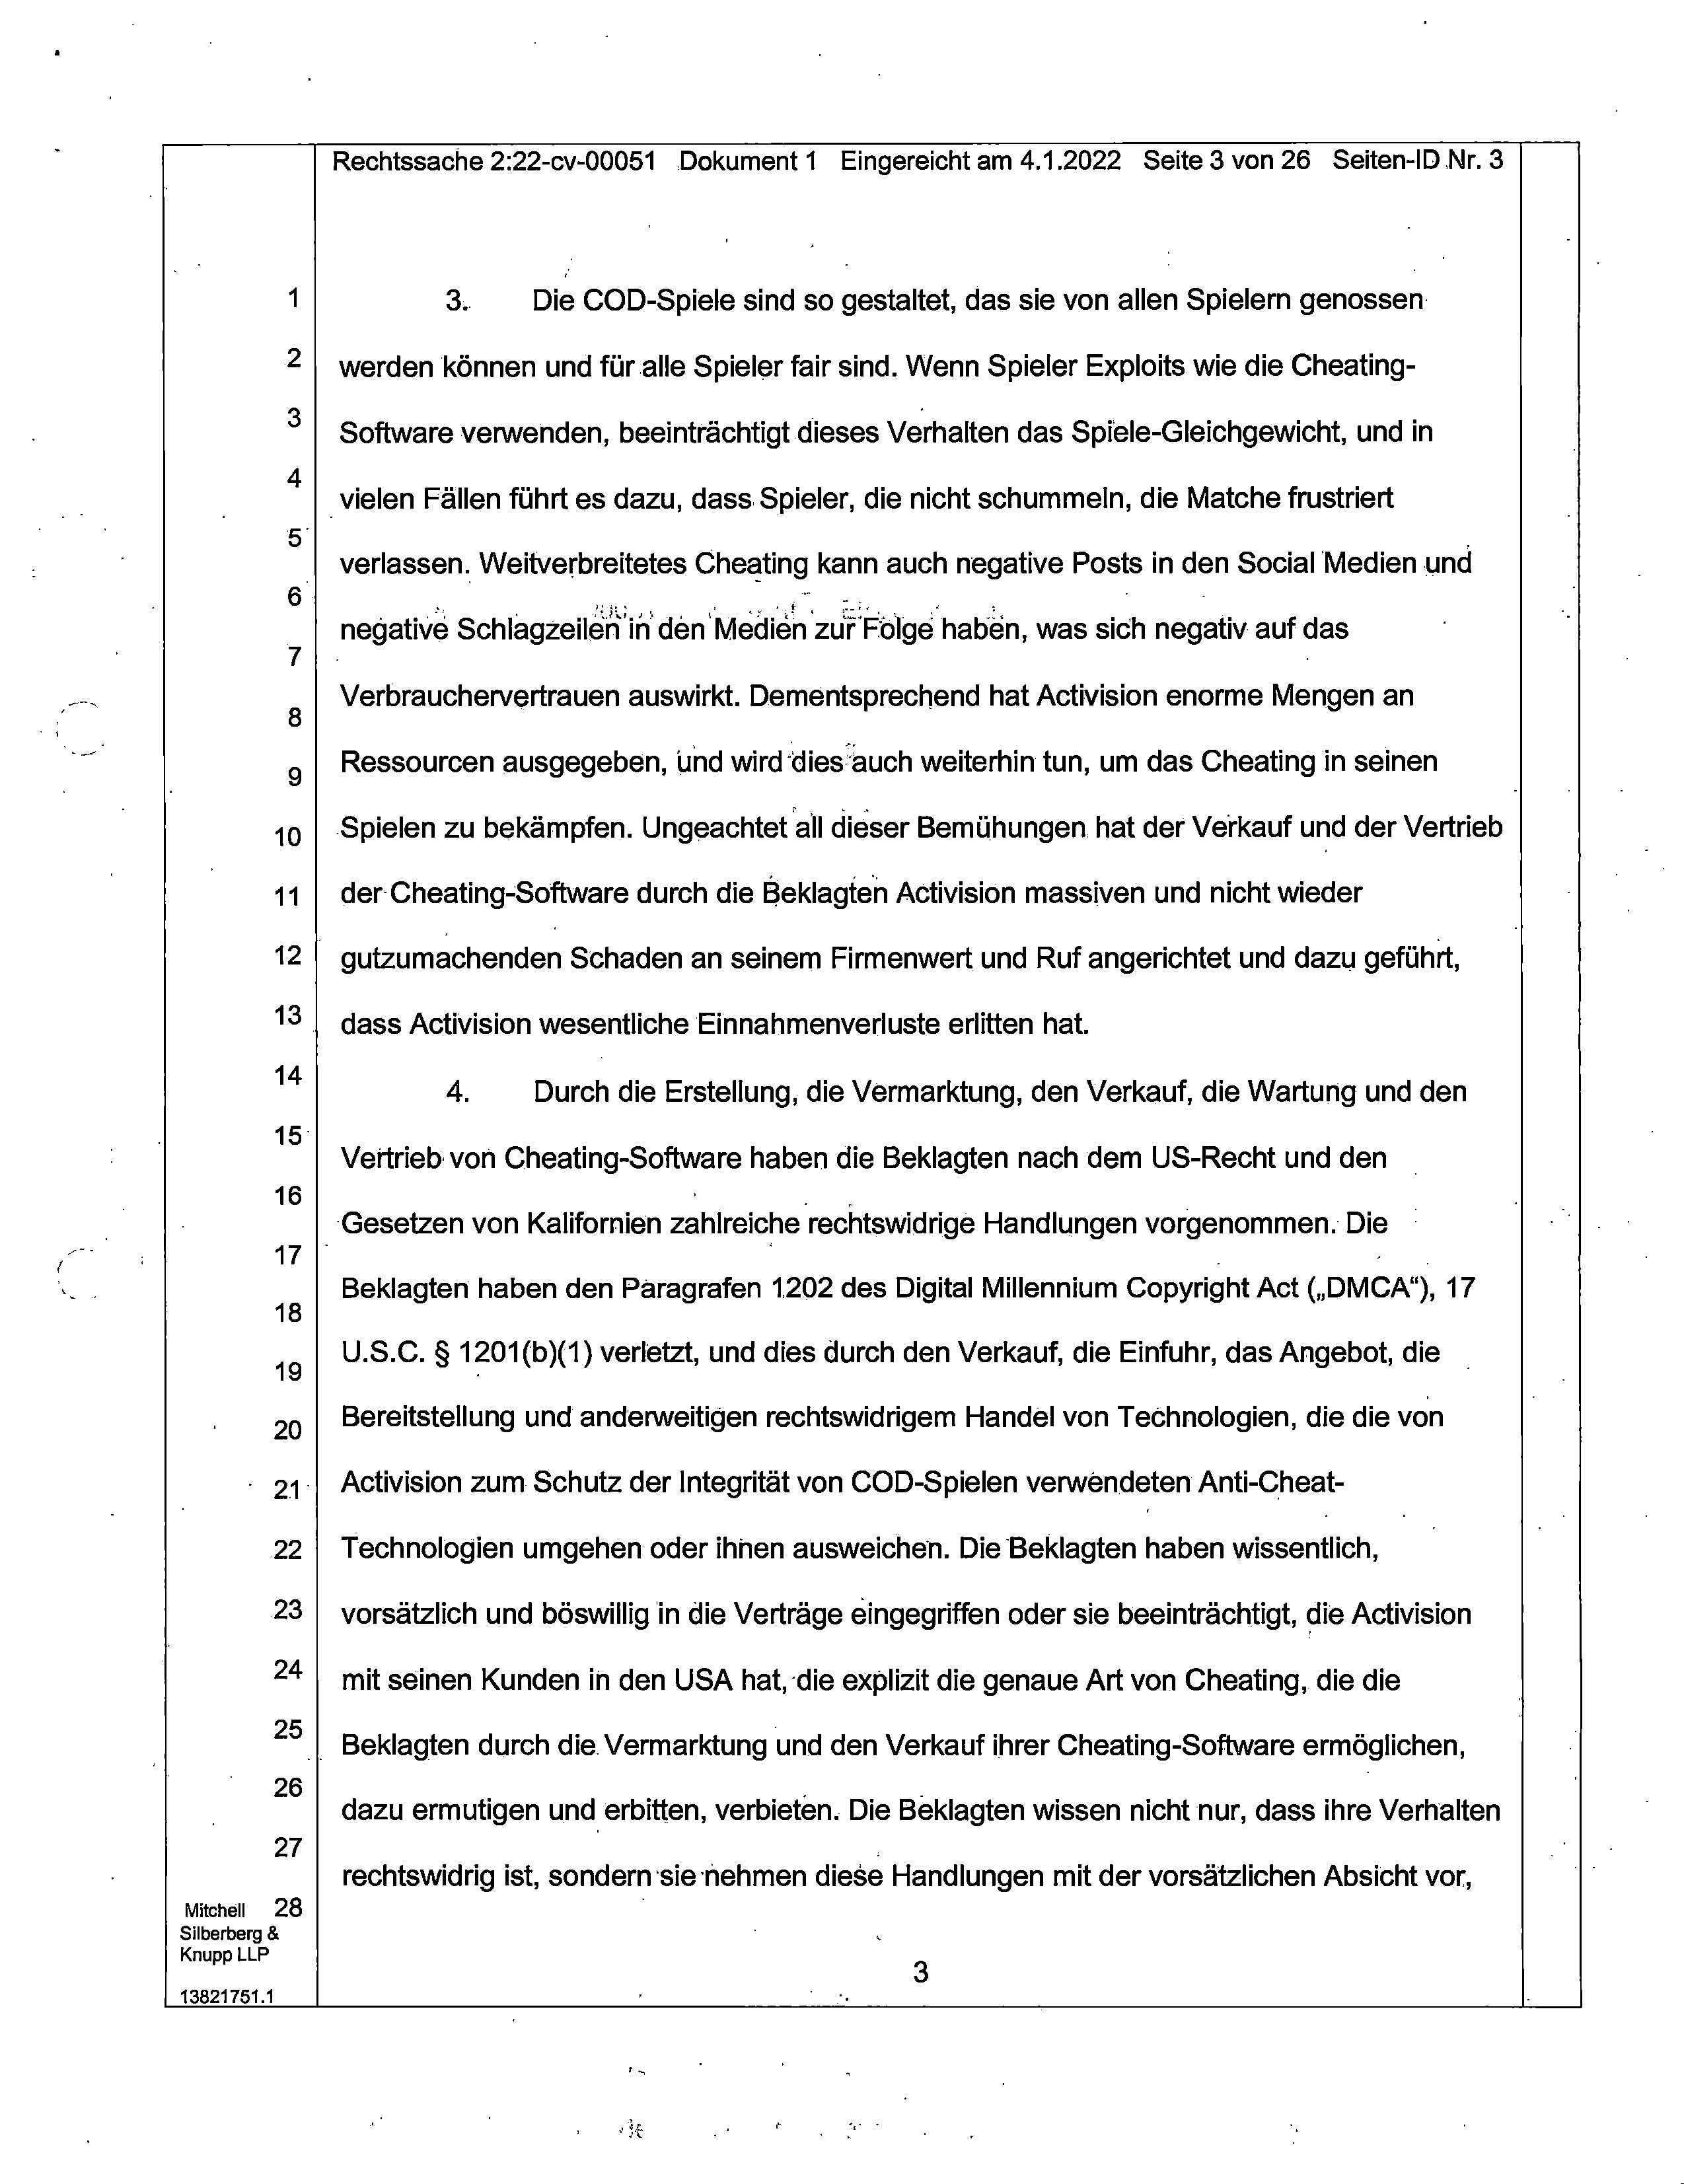 Rechtssache 2:22-cv-00051 Dokument 1 Eingereicht am 4.1.2022 Seite 3 von 26 Seiten-ID Nr. 3
1
3. Die COD-Spiele sind so gestaltet, das sie von allen Spielern genossen
2
werden können und für alle Spieler fair sind. Wenn Spieler Exploits wie die Cheating-
3
Software verwenden, beeinträchtigt dieses Verhalten das Spiele-Gleichgewicht, und in
4
vielen Fällen führt es dazu, dass Spieler, die nicht schummeln, die Matche frustriert
5
verlassen. Weitverbreitetes Cheating kann auch negative Posts in den Social Medien und
6
negative Schlagzeilen in den Medien zur Folge haben, was sich negativ auf das
7
Verbrauchervertrauen auswirkt. Dementsprechend hat Activision enorme Mengen an
8
Ressourcen ausgegeben, und wird dies auch weiterhin tun, um das Cheating in seinen
9
Spielen zu bekämpfen. Ungeachtet all dieser Bemühungen hat der Verkauf und der Vertrieb
10
der Cheating-Software durch die Beklagten Activision massiven und nicht wieder
11
gutzumachenden Schaden an seinem Firmenwert und Ruf angerichtet und dazu geführt,
12
dass Activision wesentliche Einnahmenverluste erlitten hat.
13
14
4. Durch die Erstellung, die Vermarktung, den Verkauf, die Wartung und den
15
Vertrieb von Cheating-Software haben die Beklagten nach dem US-Recht und den
16
Gesetzen von Kalifornien zahlreiche rechtswidrige Handlungen vorgenommen. Die
17
Beklagten haben den Paragrafen 1202 des Digital Millennium Copyright Act („DMCA“), 17
18
U.S.C. § 1201(b)(1) verletzt, und dies durch den Verkauf, die Einfuhr, das Angebot, die
19
Bereitstellung und anderweitigen rechtswidrigem Handel von Technologien, die die von
20
Activision zum Schutz der Integrität von COD-Spielen verwendeten Anti-Cheat-
21
Technologien umgehen oder ihnen ausweichen. Die Beklagten haben wissentlich,
22
vorsätzlich und böswillig in die Verträge eingegriffen oder sie beeinträchtigt, die Activision
23
mit seinen Kunden in den USA hat, die explizit die genaue Art von Cheating, die die
24
Beklagten durch die Vermarktung und den Verkauf ihrer Cheating-Software ermöglichen,
25
dazu ermutigen und erbitten, verbieten. Die Beklagten wissen nicht nur, dass ihre Verhalten
26
rechtswidrig ist, sondern sie nehmen diese Handlungen mit der vorsätzlichen Absicht vor,
27
28
Mitchell
Silberberg &
Knupp LLP
3
13821751.1